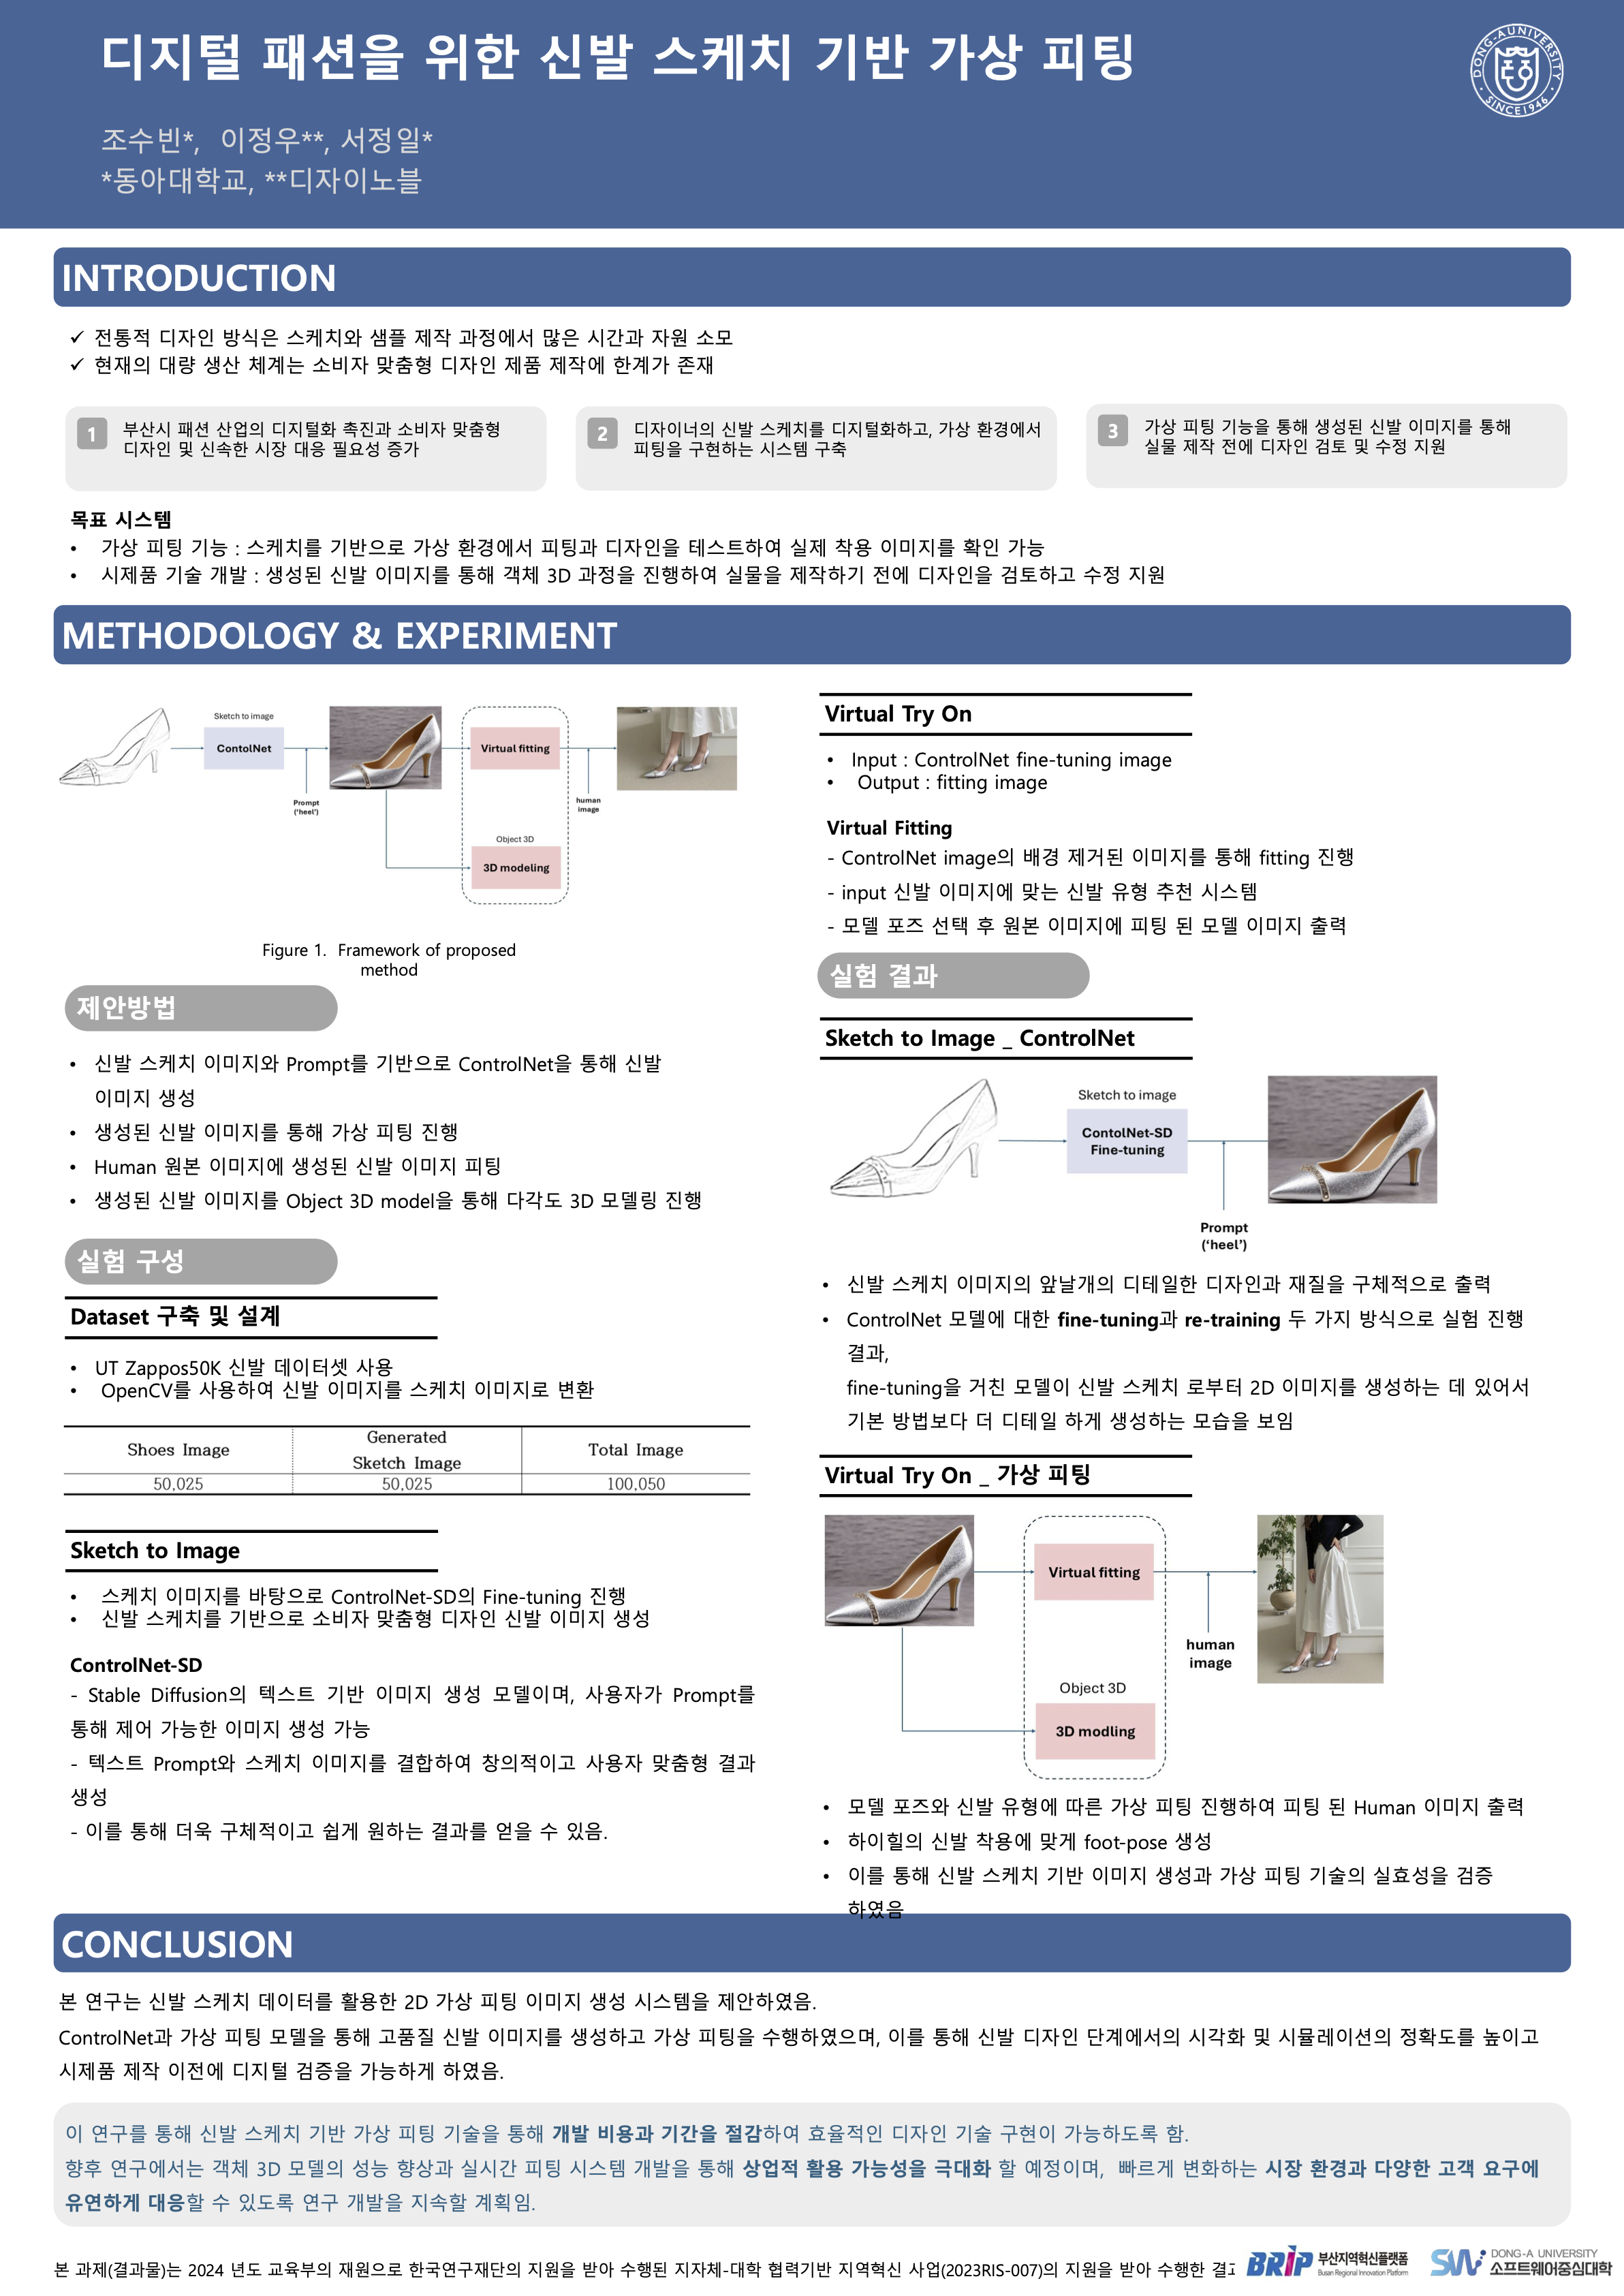 디지털 패션을 위한 신발 스케치 기반 가상 피팅
DONG-A UNIVERSITY
SINCE 1946
조수빈*, 이정우**, 서정일*
*동아대학교, **디자이노블
INTRODUCTION
✓ 전통적 디자인 방식은 스케치와 샘플 제작 과정에서 많은 시간과 자원 소모
✓ 현재의 대량 생산 체계는 소비자 맞춤형 디자인 제품 제작에 한계가 존재
1
부산시 패션 산업의 디지털화 촉진과 소비자 맞춤형
디자인 및 신속한 시장 대응 필요성 증가
2
디자이너의 신발 스케치를 디지털화하고, 가상 환경에서
피팅을 구현하는 시스템 구축
3
가상 피팅 기능을 통해 생성된 신발 이미지를 통해
실물 제작 전에 디자인 검토 및 수정 지원
목표 시스템
• 가상 피팅 기능 : 스케치를 기반으로 가상 환경에서 피팅과 디자인을 테스트하여 실제 착용 이미지를 확인 가능
• 시제품 기술 개발 : 생성된 신발 이미지를 통해 객체 3D 과정을 진행하여 실물을 제작하기 전에 디자인을 검토하고 수정 지원
METHODOLOGY & EXPERIMENT
Sketch to image
ContolNet
Prompt
('heel')
Virtual fitting
human
image
Object 3D
3D modeling
Figure 1. Framework of proposed
method
제안방법
• 신발 스케치 이미지와 Prompt를 기반으로 ControlNet을 통해 신발
이미지 생성
• 생성된 신발 이미지를 통해 가상 피팅 진행
• Human 원본 이미지에 생성된 신발 이미지 피팅
• 생성된 신발 이미지를 Object 3D model을 통해 다각도 3D 모델링 진행
실험 구성
Dataset 구축 및 설계
• UT Zappos50K 신발 데이터셋 사용
• OpenCV를 사용하여 신발 이미지를 스케치 이미지로 변환
Shoes Image
Generated
Sketch Image
Total Image
50,025
50,025
100,050
Sketch to Image
• 스케치 이미지를 바탕으로 ControlNet-SD의 Fine-tuning 진행
• 신발 스케치를 기반으로 소비자 맞춤형 디자인 신발 이미지 생성
ControlNet-SD
- Stable Diffusion의 텍스트 기반 이미지 생성 모델이며, 사용자가 Prompt를
통해 제어 가능한 이미지 생성 가능
- 텍스트 Prompt와 스케치 이미지를 결합하여 창의적이고 사용자 맞춤형 결과
생성
- 이를 통해 더욱 구체적이고 쉽게 원하는 결과를 얻을 수 있음.
Virtual Try On
• Input : ControlNet fine-tuning image
• Output : fitting image
Virtual Fitting
- ControlNet image의 배경 제거된 이미지를 통해 fitting 진행
- input 신발 이미지에 맞는 신발 유형 추천 시스템
- 모델 포즈 선택 후 원본 이미지에 피팅 된 모델 이미지 출력
실험 결과
Sketch to Image _ ControlNet
Sketch to image
ContolNet-SD
Fine-tuning
Prompt
('heel')
• 신발 스케치 이미지의 앞날개의 디테일한 디자인과 재질을 구체적으로 출력
• ControlNet 모델에 대한 fine-tuning과 re-training 두 가지 방식으로 실험 진행
결과,
fine-tuning을 거친 모델이 신발 스케치 로부터 2D 이미지를 생성하는 데 있어서
기본 방법보다 더 디테일 하게 생성하는 모습을 보임
Virtual Try On _ 가상 피팅
Virtual fitting
human
image
Object 3D
3D modling
• 모델 포즈와 신발 유형에 따른 가상 피팅 진행하여 피팅 된 Human 이미지 출력
• 하이힐의 신발 착용에 맞게 foot-pose 생성
• 이를 통해 신발 스케치 기반 이미지 생성과 가상 피팅 기술의 실효성을 검증
하였음
CONCLUSION
본 연구는 신발 스케치 데이터를 활용한 2D 가상 피팅 이미지 생성 시스템을 제안하였음.
ControlNet과 가상 피팅 모델을 통해 고품질 신발 이미지를 생성하고 가상 피팅을 수행하였으며, 이를 통해 신발 디자인 단계에서의 시각화 및 시뮬레이션의 정확도를 높이고
시제품 제작 이전에 디지털 검증을 가능하게 하였음.
이 연구를 통해 신발 스케치 기반 가상 피팅 기술을 통해 개발 비용과 기간을 절감하여 효율적인 디자인 기술 구현이 가능하도록 함.
향후 연구에서는 객체 3D 모델의 성능 향상과 실시간 피팅 시스템 개발을 통해 상업적 활용 가능성을 극대화 할 예정이며, 빠르게 변화하는 시장 환경과 다양한 고객 요구에
유연하게 대응할 수 있도록 연구 개발을 지속할 계획임.
본 과제(결과물)는 2024 년도 교육부의 재원으로 한국연구재단의 지원을 받아 수행된 지자체-대학 협력기반 지역혁신 사업(2023RIS-007)의 지원을 받아 수행한 결
BRIP 부산지역혁신플랫폼
Busan Regional Innovation Platform
SW DONG-A UNIVERSITY
소프트웨어중심대학